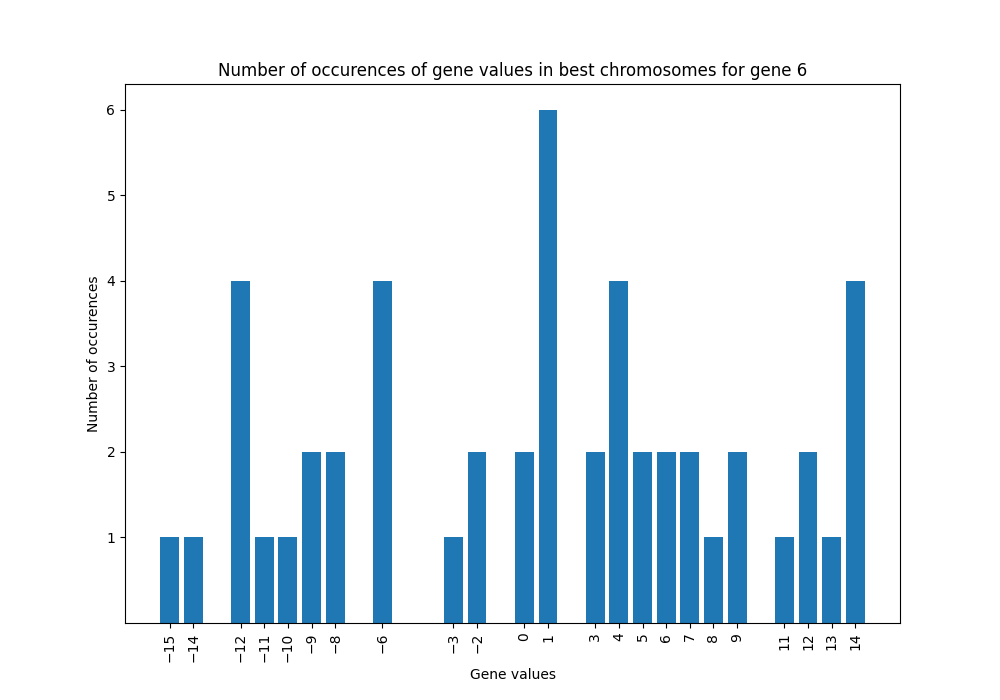 Number of occurences of gene values in best chromosomes for gene 6
Number of occurences
6
5
4
3
2
1
−15 −14 −12 −11 −10 −9 −8 −6 −3 −2 0 1 3 4 5 6 7 8 9 11 12 13 14
Gene values